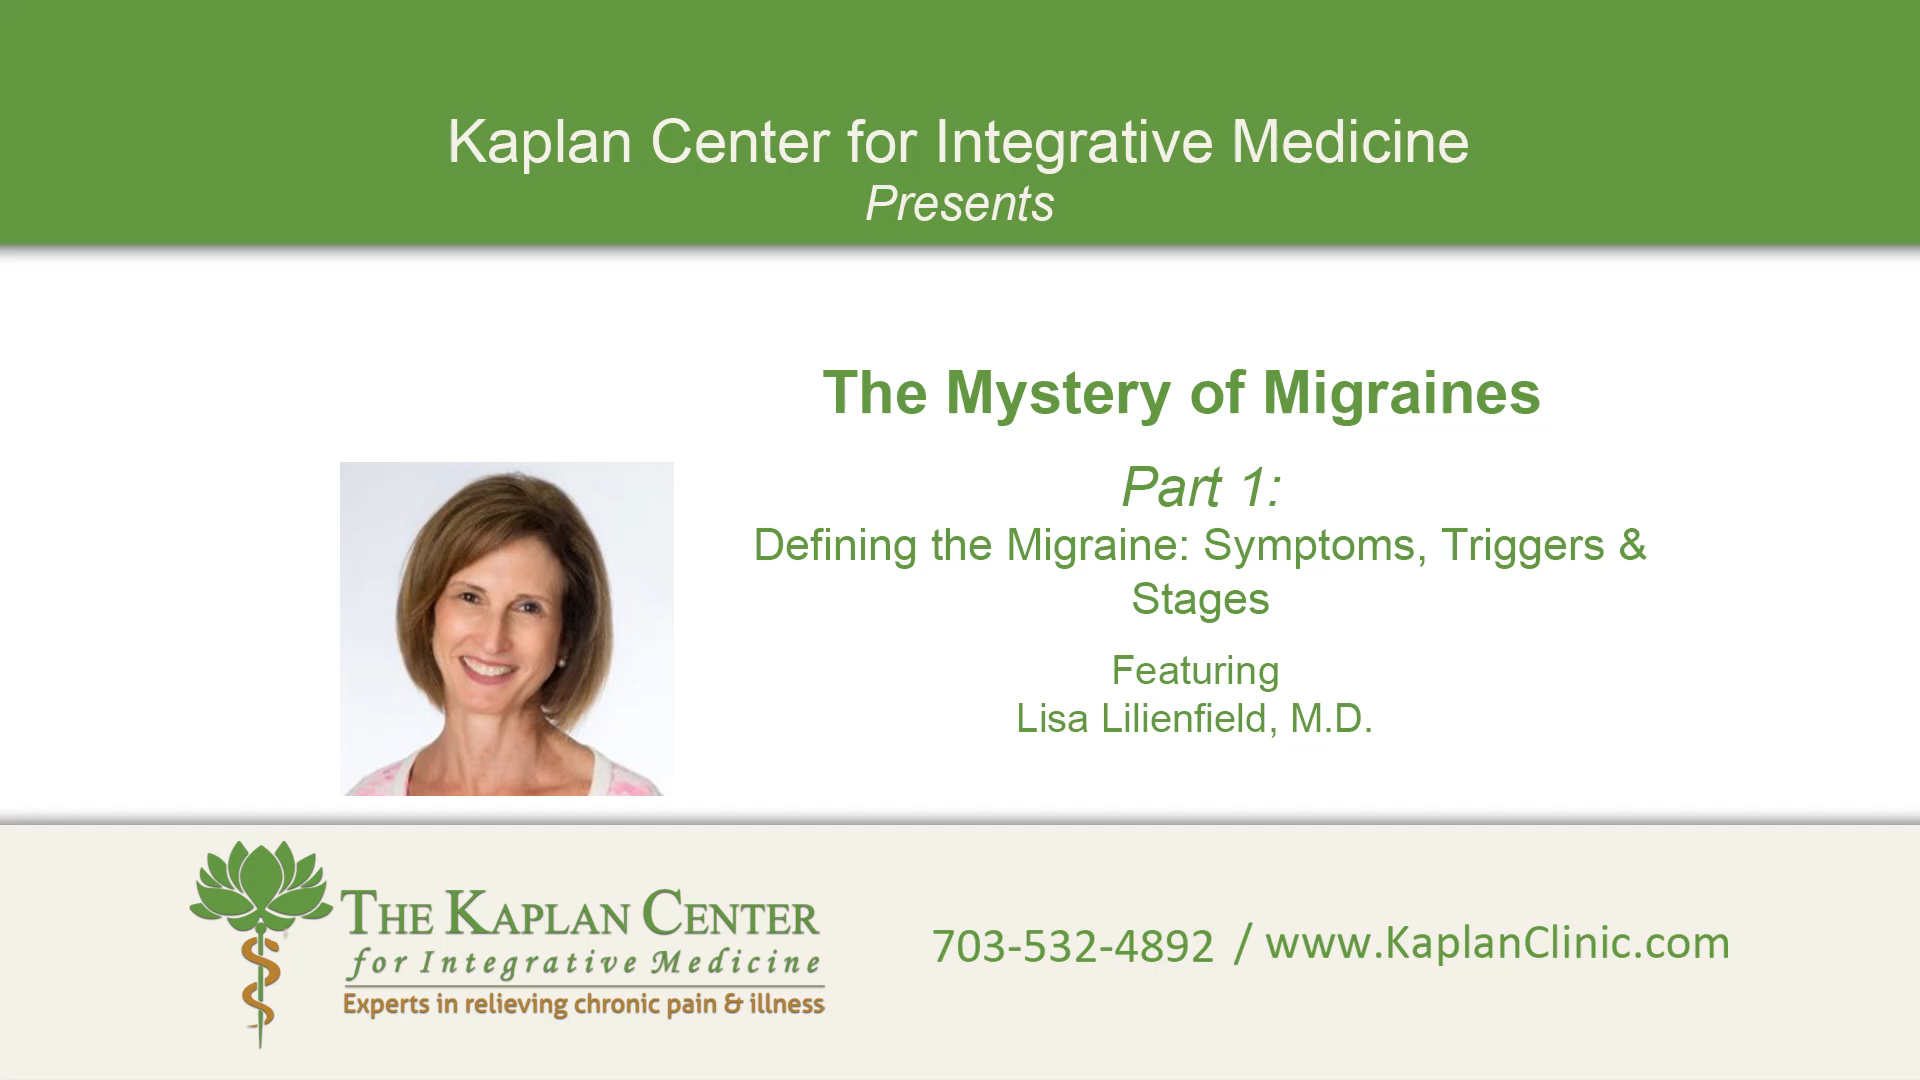 Kaplan Center for Integrative Medicine
Presents
The Mystery of Migraines
Part 1:
Defining the Migraine: Symptoms, Triggers &
Stages
Featuring
Lisa Lilienfield, M.D.
THE KAPLAN CENTER
for Integrative Medicine
Experts in relieving chronic pain & illness
703-532-4892 / www.KaplanClinic.com